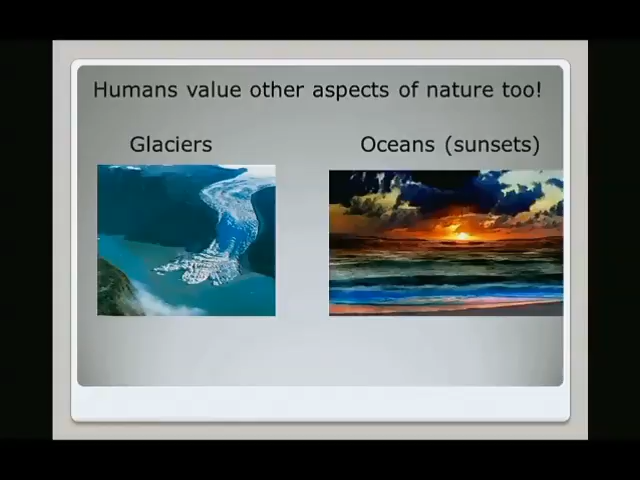 Humans value other aspects of nature too!
Glaciers
Oceans (sunsets)